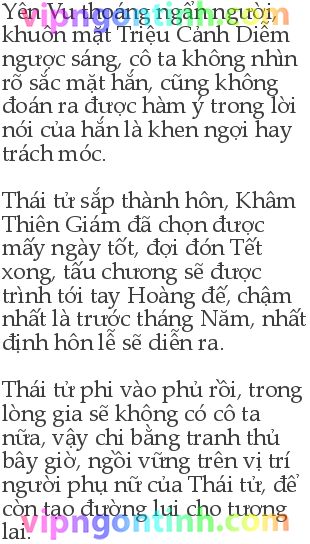 Yên Vu thoáng ngẩn người,
khuôn mặt Triệu Cảnh Diễm
ngược sáng, cô ta không nhìn
rõ sắc mặt hắn, cũng không
đoán ra được hàm ý trong lời
nói của hắn là khen ngợi hay
trách móc.
Thái tử sắp thành hôn, Khâm
Thiên Giám đã chọn được
mấy ngày tốt, đợi đón Tết
xong, tấu chương sẽ được
trình tới tay Hoàng đế, chậm
nhất là trước tháng Năm, nhất
định hôn lễ sẽ diễn ra.
Thái tử phi vào phủ rồi, trong
lòng gia sẽ không có cô ta
nữa, vậy chi bằng tranh thủ
bây giờ, ngồi vững trên vị trí
người phụ nữ của Thái tử, để
còn tạo đường lui cho tương
lai.
vipngontinh.com
vipngontinh.com